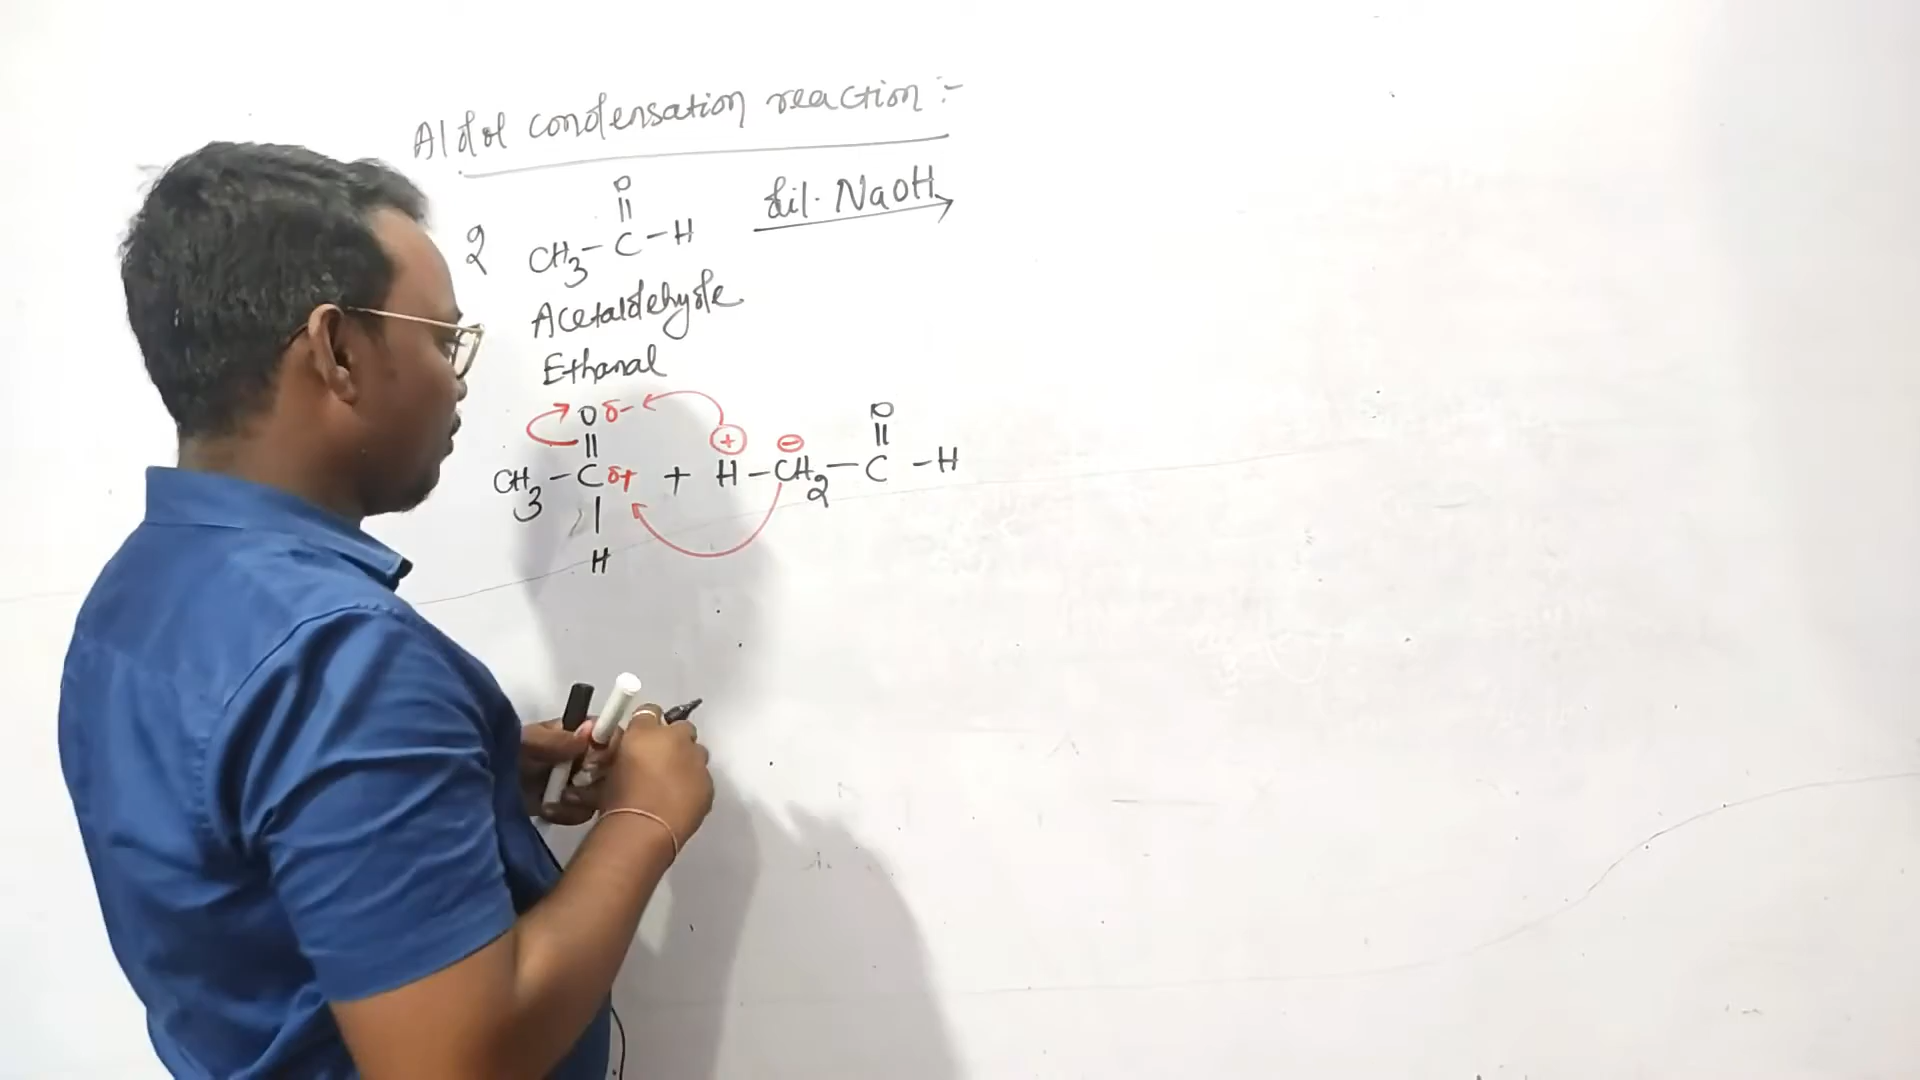 Aldol condensation reaction :-
O
||
2 CH3 - C - H dil. NaOH →
Acetaldehyde
Ethanal
O δ- O
|| ⊕ ⊖ ||
CH3 - C δ+ + H - CH2 - C - H
|
H